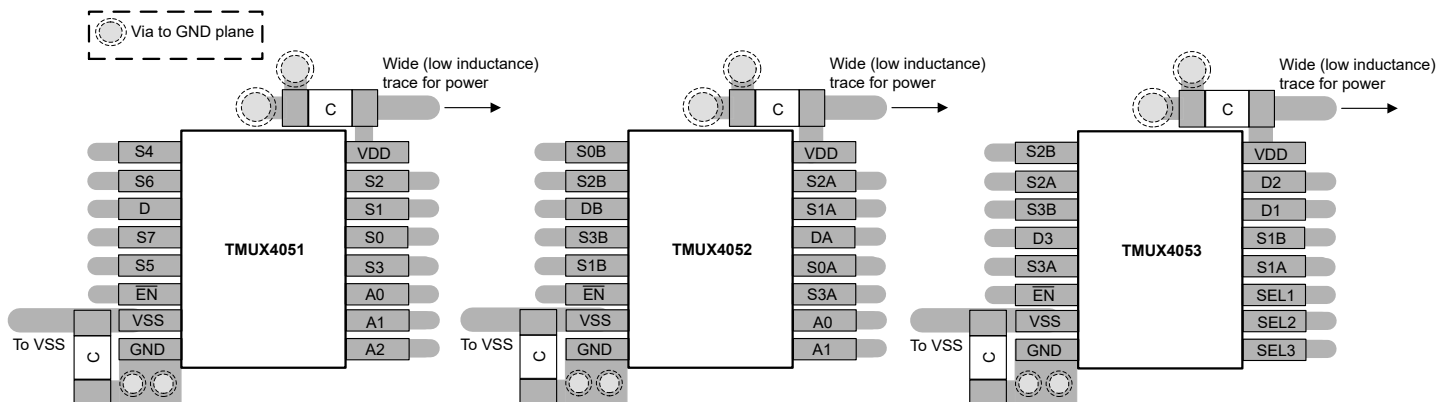 Via to GND plane
Wide (low inductance)
trace for power
C
S4
S6
D
S7
S5
EN
VSS
GND
TMUX4051
VDD
S2
S1
S0
S3
A0
A1
A2
To VSS
C
Wide (low inductance)
trace for power
C
S0B
S2B
DB
S3B
S1B
EN
VSS
GND
TMUX4052
VDD
S2A
S1A
DA
S0A
S3A
A0
A1
To VSS
C
Wide (low inductance)
trace for power
C
S2B
S2A
S3B
D3
S3A
EN
VSS
GND
TMUX4053
VDD
D2
D1
S1B
S1A
SEL1
SEL2
SEL3
To VSS
C